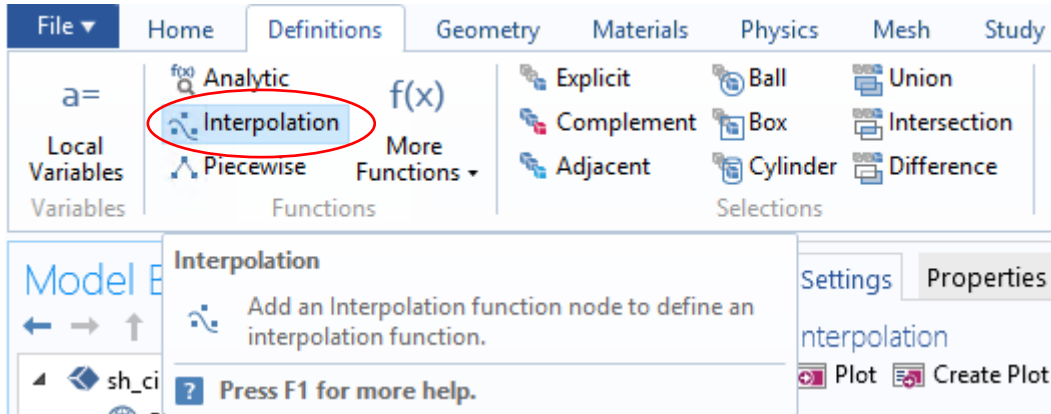 File Home Definitions Geometry Materials Physics Mesh Study
a= f(x) Analytic f(x) Explicit Ball Union
Interpolation Complement Box Intersection
Local Variables Piecewise More Functions Adjacent Cylinder Difference
Variables Functions Selections
Interpolation
Model Settings Properties
Add an Interpolation function node to define an
interpolation function.
nterpolation
sh_ci Plot Create Plot
? Press F1 for more help.